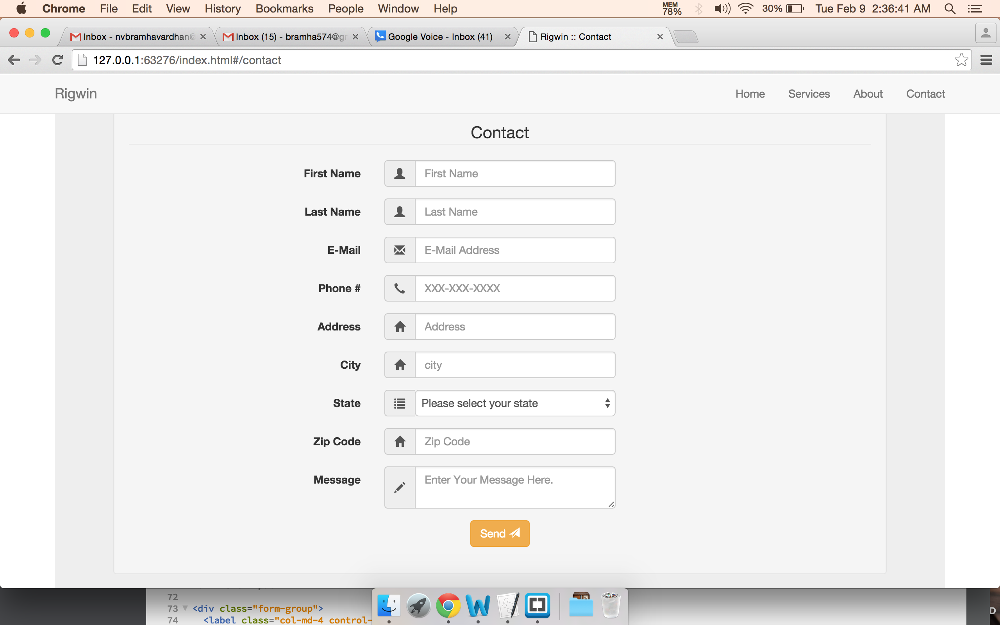 Chrome File Edit View History Bookmarks People Window Help MEM 78% 30% Tue Feb 9 2:36:41 AM
Inbox - nvbramhavardhan@ Inbox (15) - bramha574@gr Google Voice - Inbox (41) Rigwin :: Contact
127.0.0.1:63276/index.html#/contact
Rigwin Home Services About Contact
Contact
First Name First Name
Last Name Last Name
E-Mail E-Mail Address
Phone # XXX-XXX-XXXX
Address Address
City city
State Please select your state
Zip Code Zip Code
Message Enter Your Message Here.
Send
72
73 <div class="form-group">
74 <label class="col-md-4 control-
D